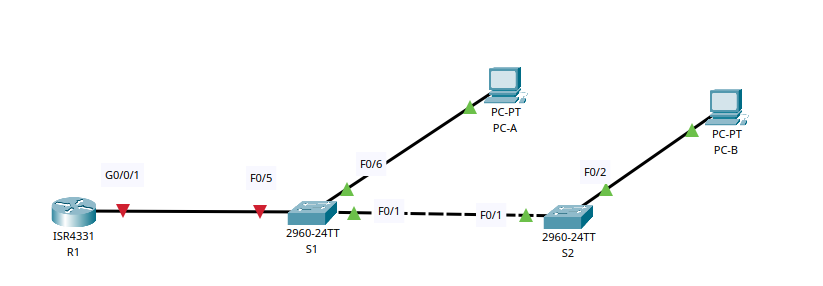 PC-PT
PC-A
PC-PT
PC-B
F0/6
F0/2
G0/0/1
F0/5
F0/1
F0/1
ISR4331
R1
2960-24TT
S1
2960-24TT
S2